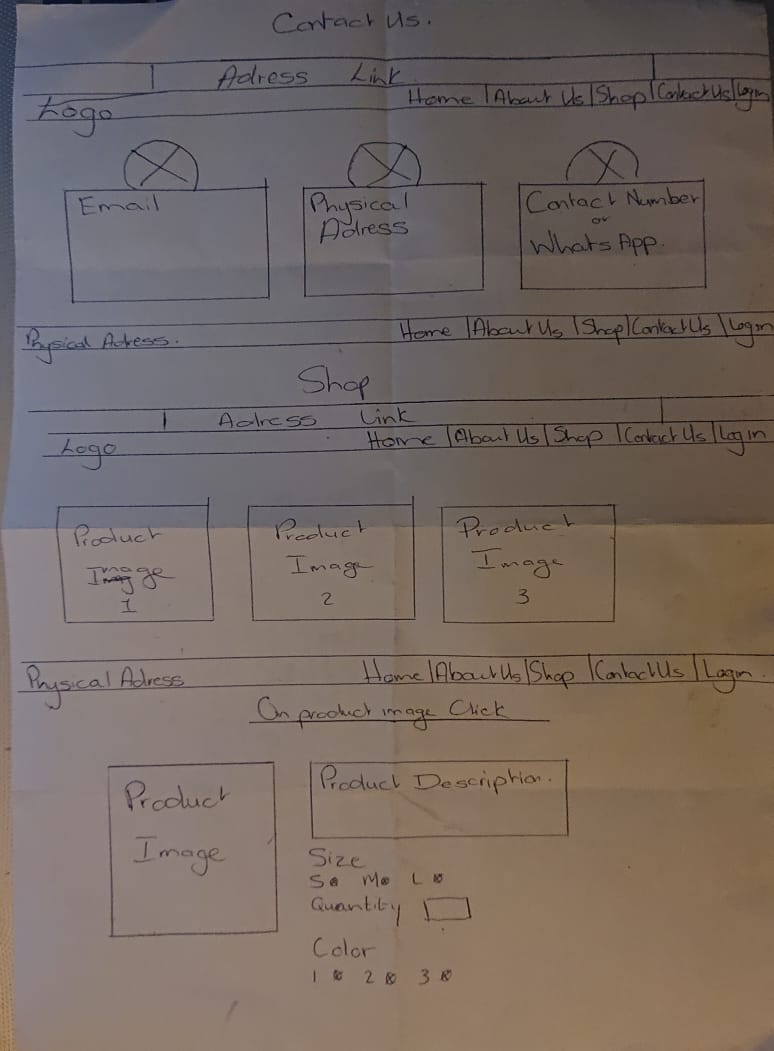 Contact Us.
Adress Link
Home | About Us | Shop | Contact Us | Login
Logo
Email
Physical
Adress
Contact Number
or
WhatsApp.
Physical Adress.
Home | About Us | Shop | Contact Us | Login
Shop
Adress Link
Logo
Home | About Us | Shop | Contact Us | Login
Product
Image
1
Product
Image
2
Product
Image
3
Physical Adress
Home | About Us | Shop | Contact Us | Login.
On product image Click
Product
Image
Product Description.
Size
S M L
Quantity
Color
1 2 3